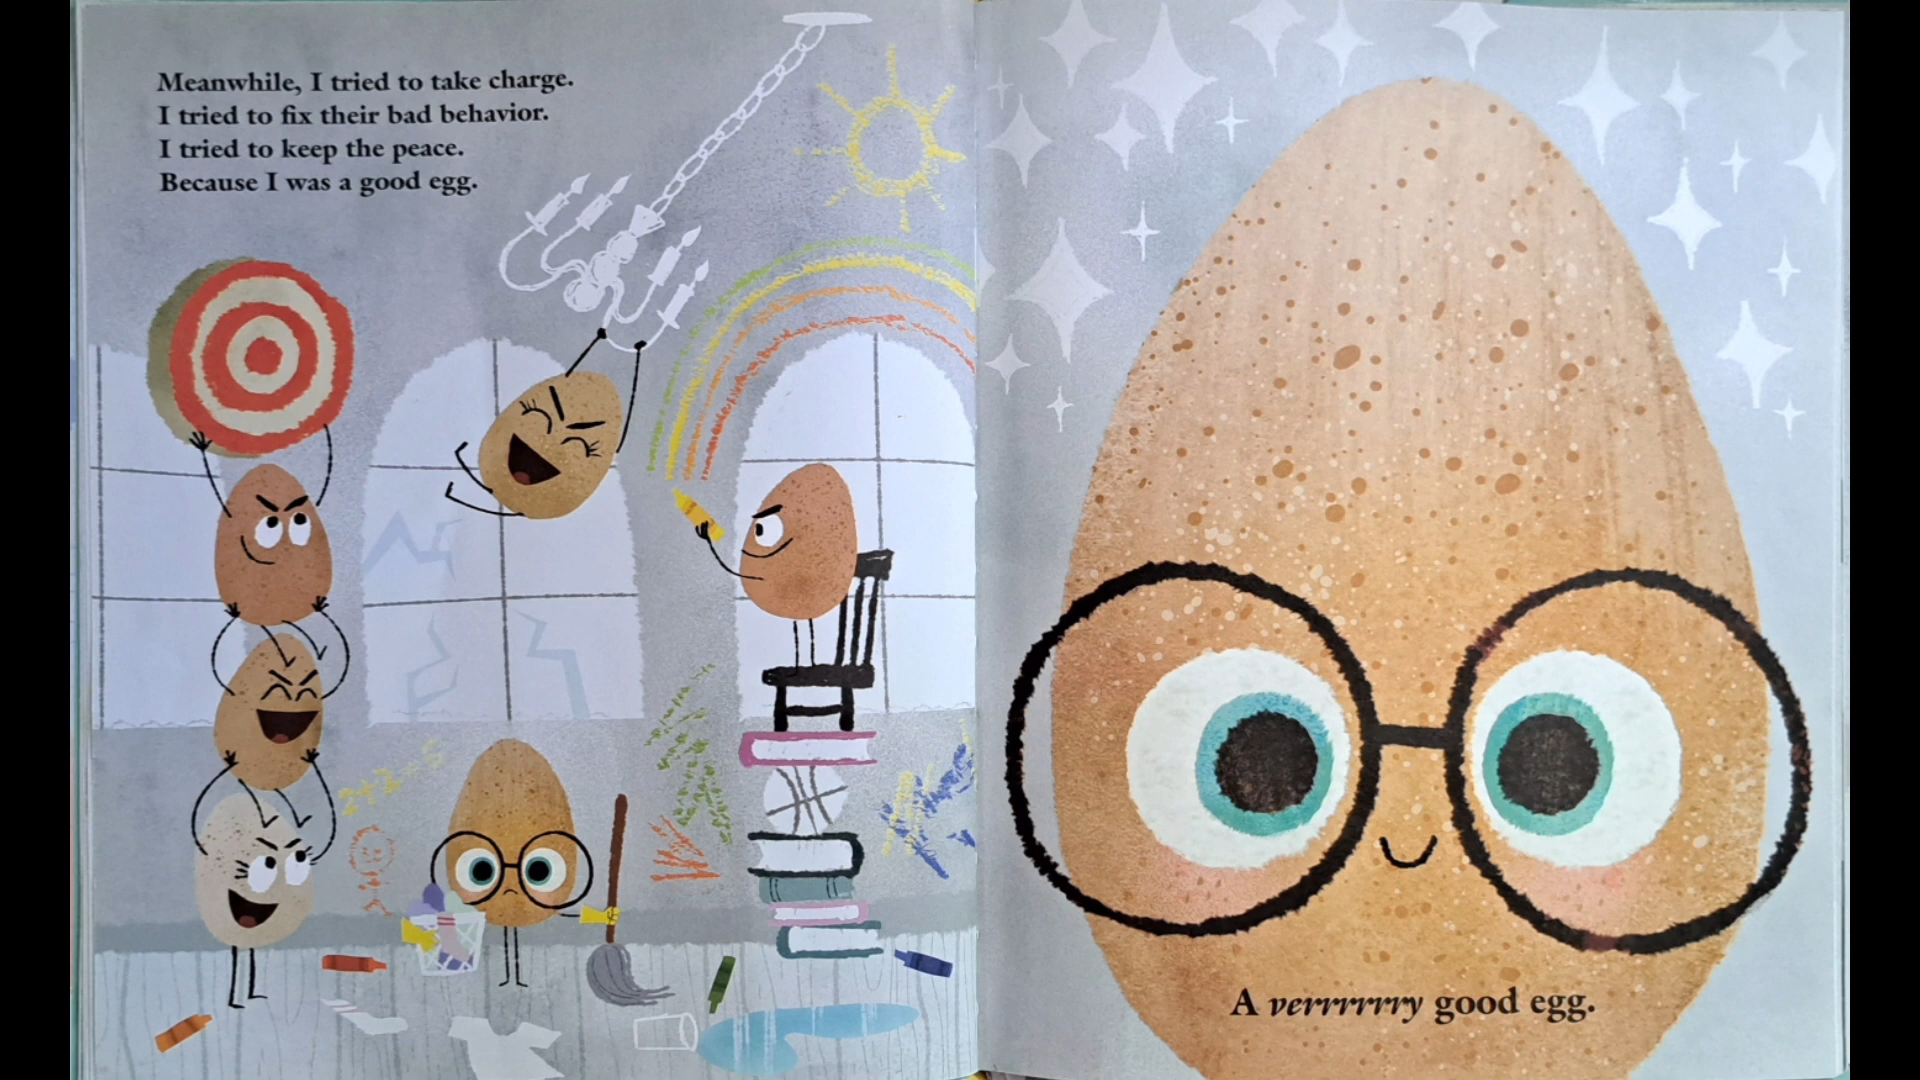 Meanwhile, I tried to take charge.
I tried to fix their bad behavior.
I tried to keep the peace.
Because I was a good egg.
A verrrrrry good egg.